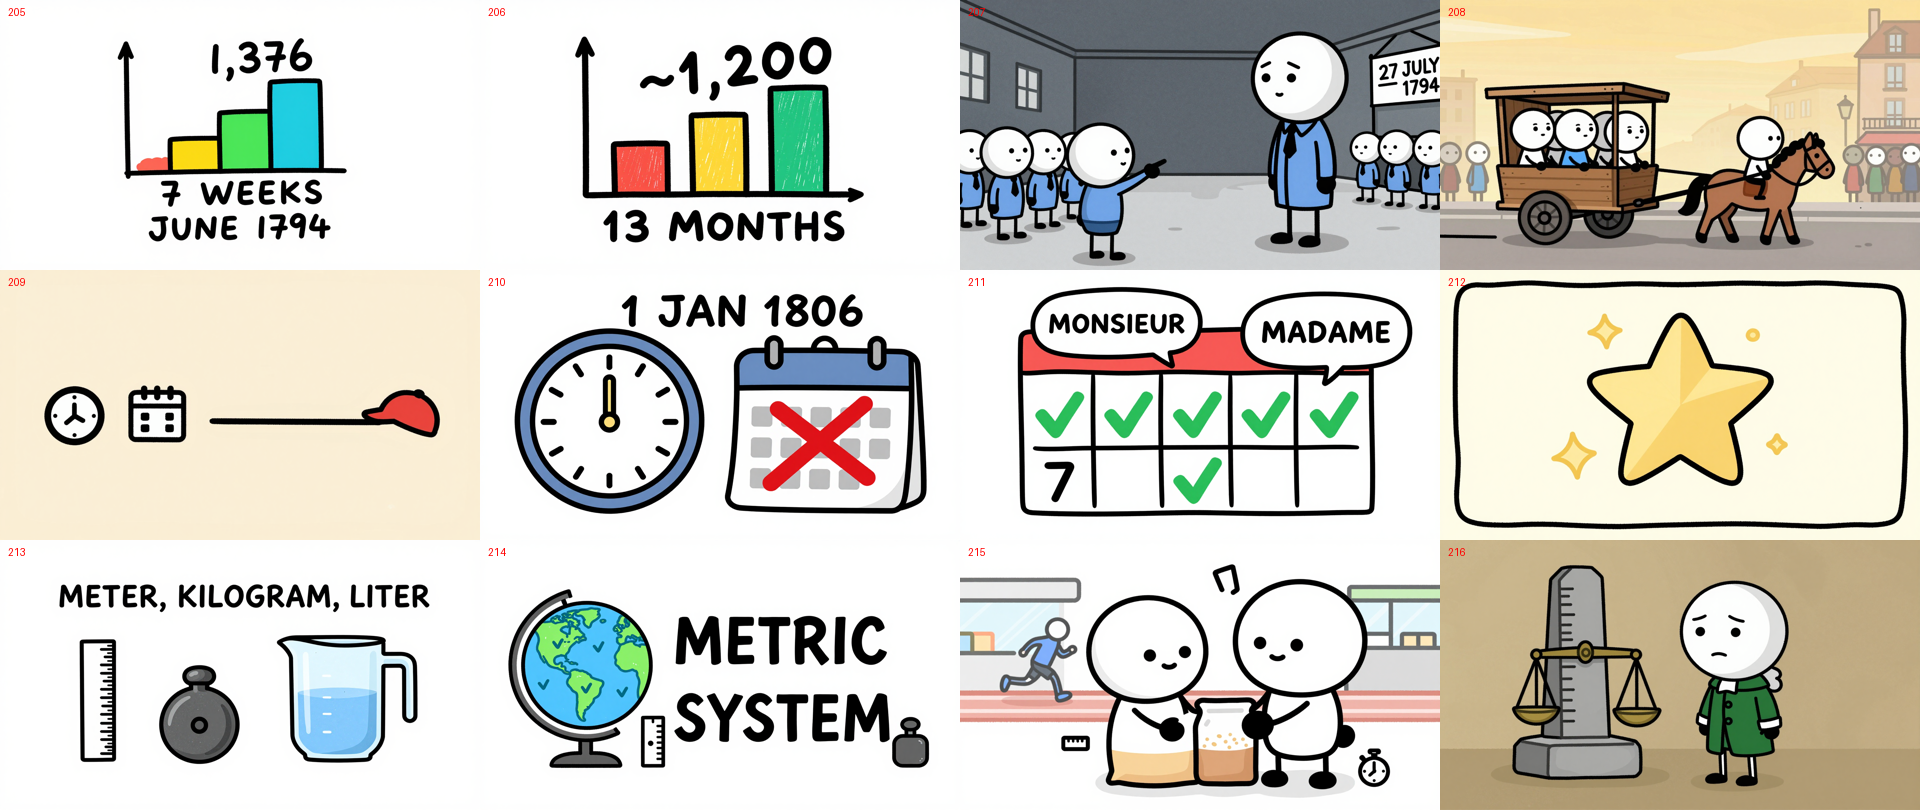 205
1,376
7 WEEKS
JUNE 1794
206
~1,200
13 MONTHS
207
27 JULY
1794
208
209
210
1 JAN 1806
211
MONSIEUR
MADAME
7
212
213
METER, KILOGRAM, LITER
214
METRIC
SYSTEM
215
216